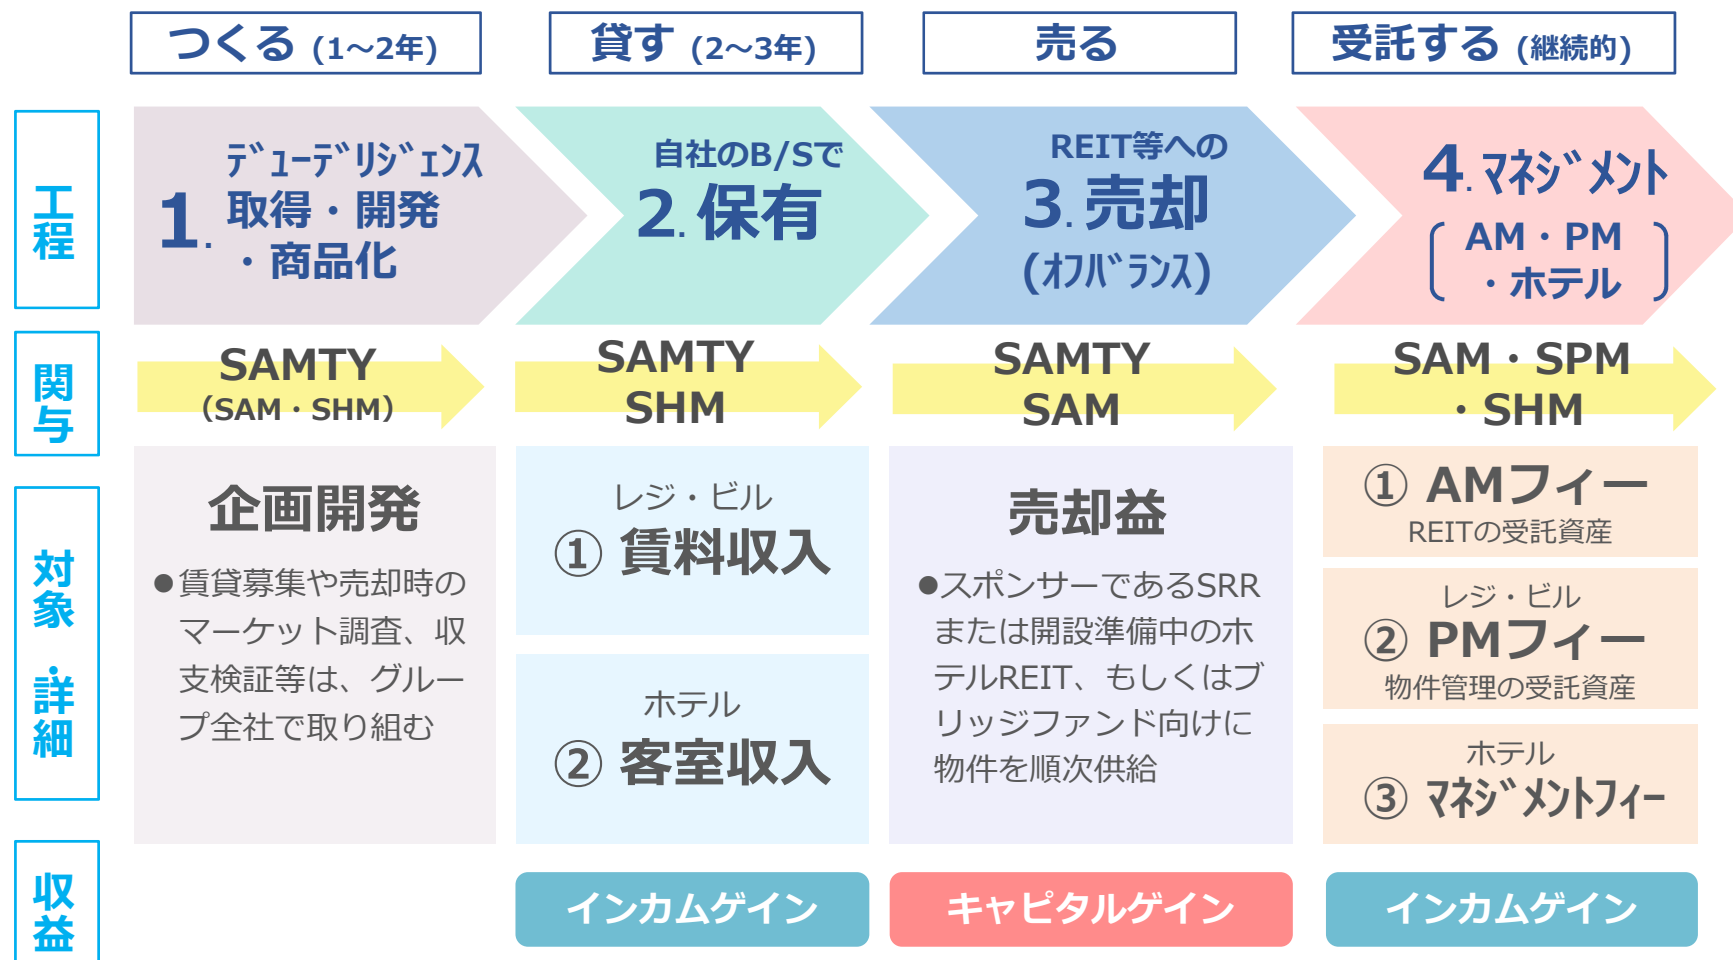 つくる (1～2年)
貸す (2～3年)
売る
受託する (継続的)
工程
1. ﾃﾞｭｰﾃﾞﾘｼﾞｪﾝｽ
取得・開発
・商品化
自社のB/Sで
2. 保有
REIT等への
3. 売却
(ｵﾌﾊﾞﾗﾝｽ)
4. ﾏﾈｼﾞﾒﾝﾄ
AM・PM
・ホテル
関与
SAMTY
（SAM・SHM）
SAMTY
SHM
SAMTY
SAM
SAM・SPM
・SHM
対象・詳細
企画開発
●賃貸募集や売却時の
マーケット調査、収
支検証等は、グルー
プ全社で取り組む
レジ・ビル
① 賃料収入
ホテル
② 客室収入
売却益
●スポンサーであるSRR
または開設準備中のホ
テルREIT、もしくはブ
リッジファンド向けに
物件を順次供給
① AMフィー
REITの受託資産
レジ・ビル
② PMフィー
物件管理の受託資産
ホテル
③ ﾏﾈｼﾞﾒﾝﾄﾌｨｰ
収益
インカムゲイン
キャピタルゲイン
インカムゲイン